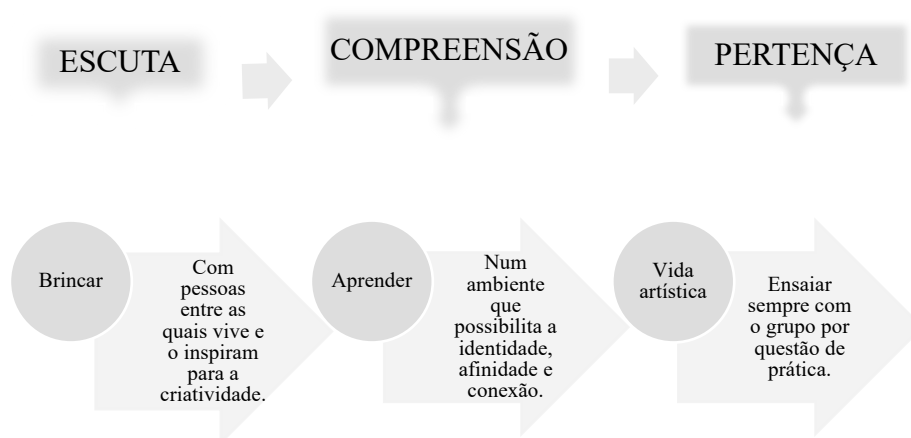 ESCUTA
COMPREENSÃO
PERTENÇA
Brincar
Com
pessoas
entre as
quais vive e
o inspiram
para a
criatividade.
Aprender
Num
ambiente
que
possibilita a
identidade,
afinidade e
conexão.
Vida
artística
Ensaiar
sempre com
o grupo por
questão de
prática.